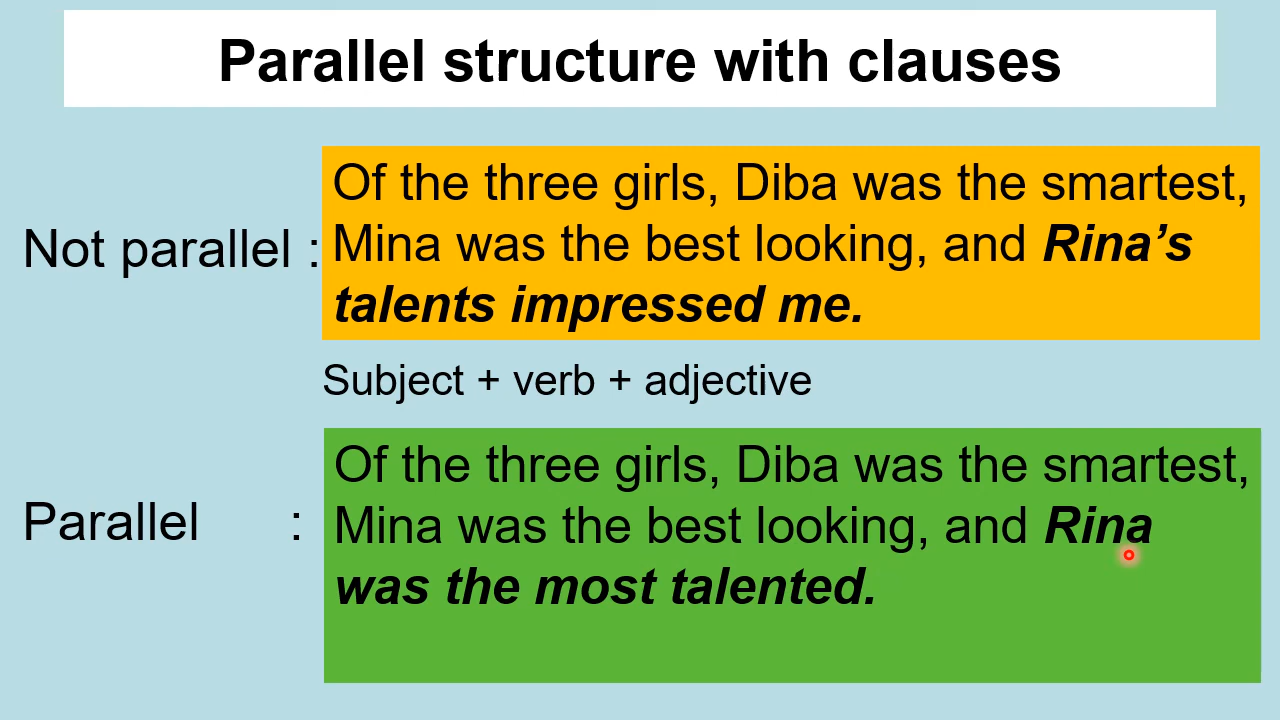 Parallel structure with clauses
Not parallel :
Of the three girls, Diba was the smartest,
Mina was the best looking, and Rina’s
talents impressed me.
Subject + verb + adjective
Parallel :
Of the three girls, Diba was the smartest,
Mina was the best looking, and Rina
was the most talented.